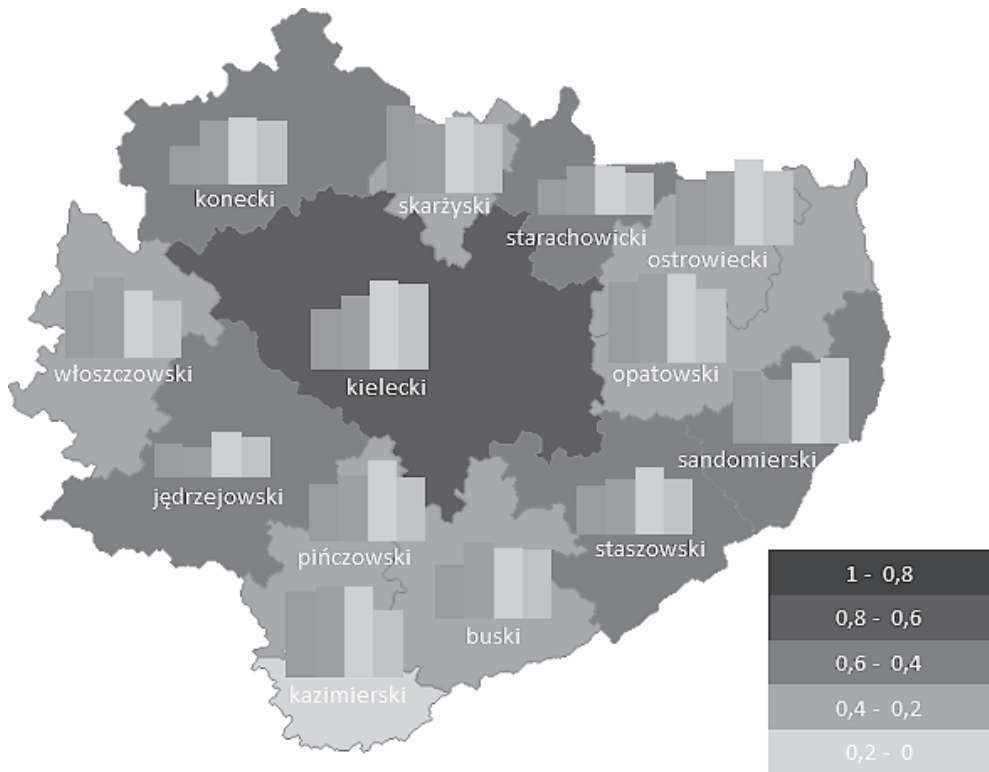 konecki
skarżyski
starachowicki
ostrowiecki
włoszczowski
kielecki
opatowski
sandomierski
jędrzejowski
pińczowski
staszowski
buski
kazimierski
1 - 0,8
0,8 - 0,6
0,6 - 0,4
0,4 - 0,2
0,2 - 0